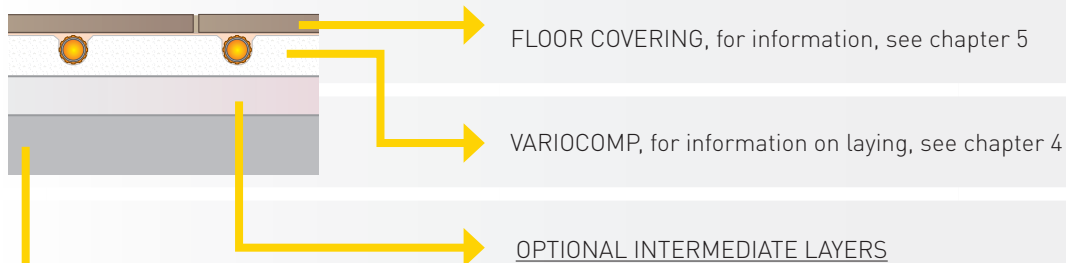 FLOOR COVERING, for information, see chapter 5
VARIOCOMP, for information on laying, see chapter 4
OPTIONAL INTERMEDIATE LAYERS